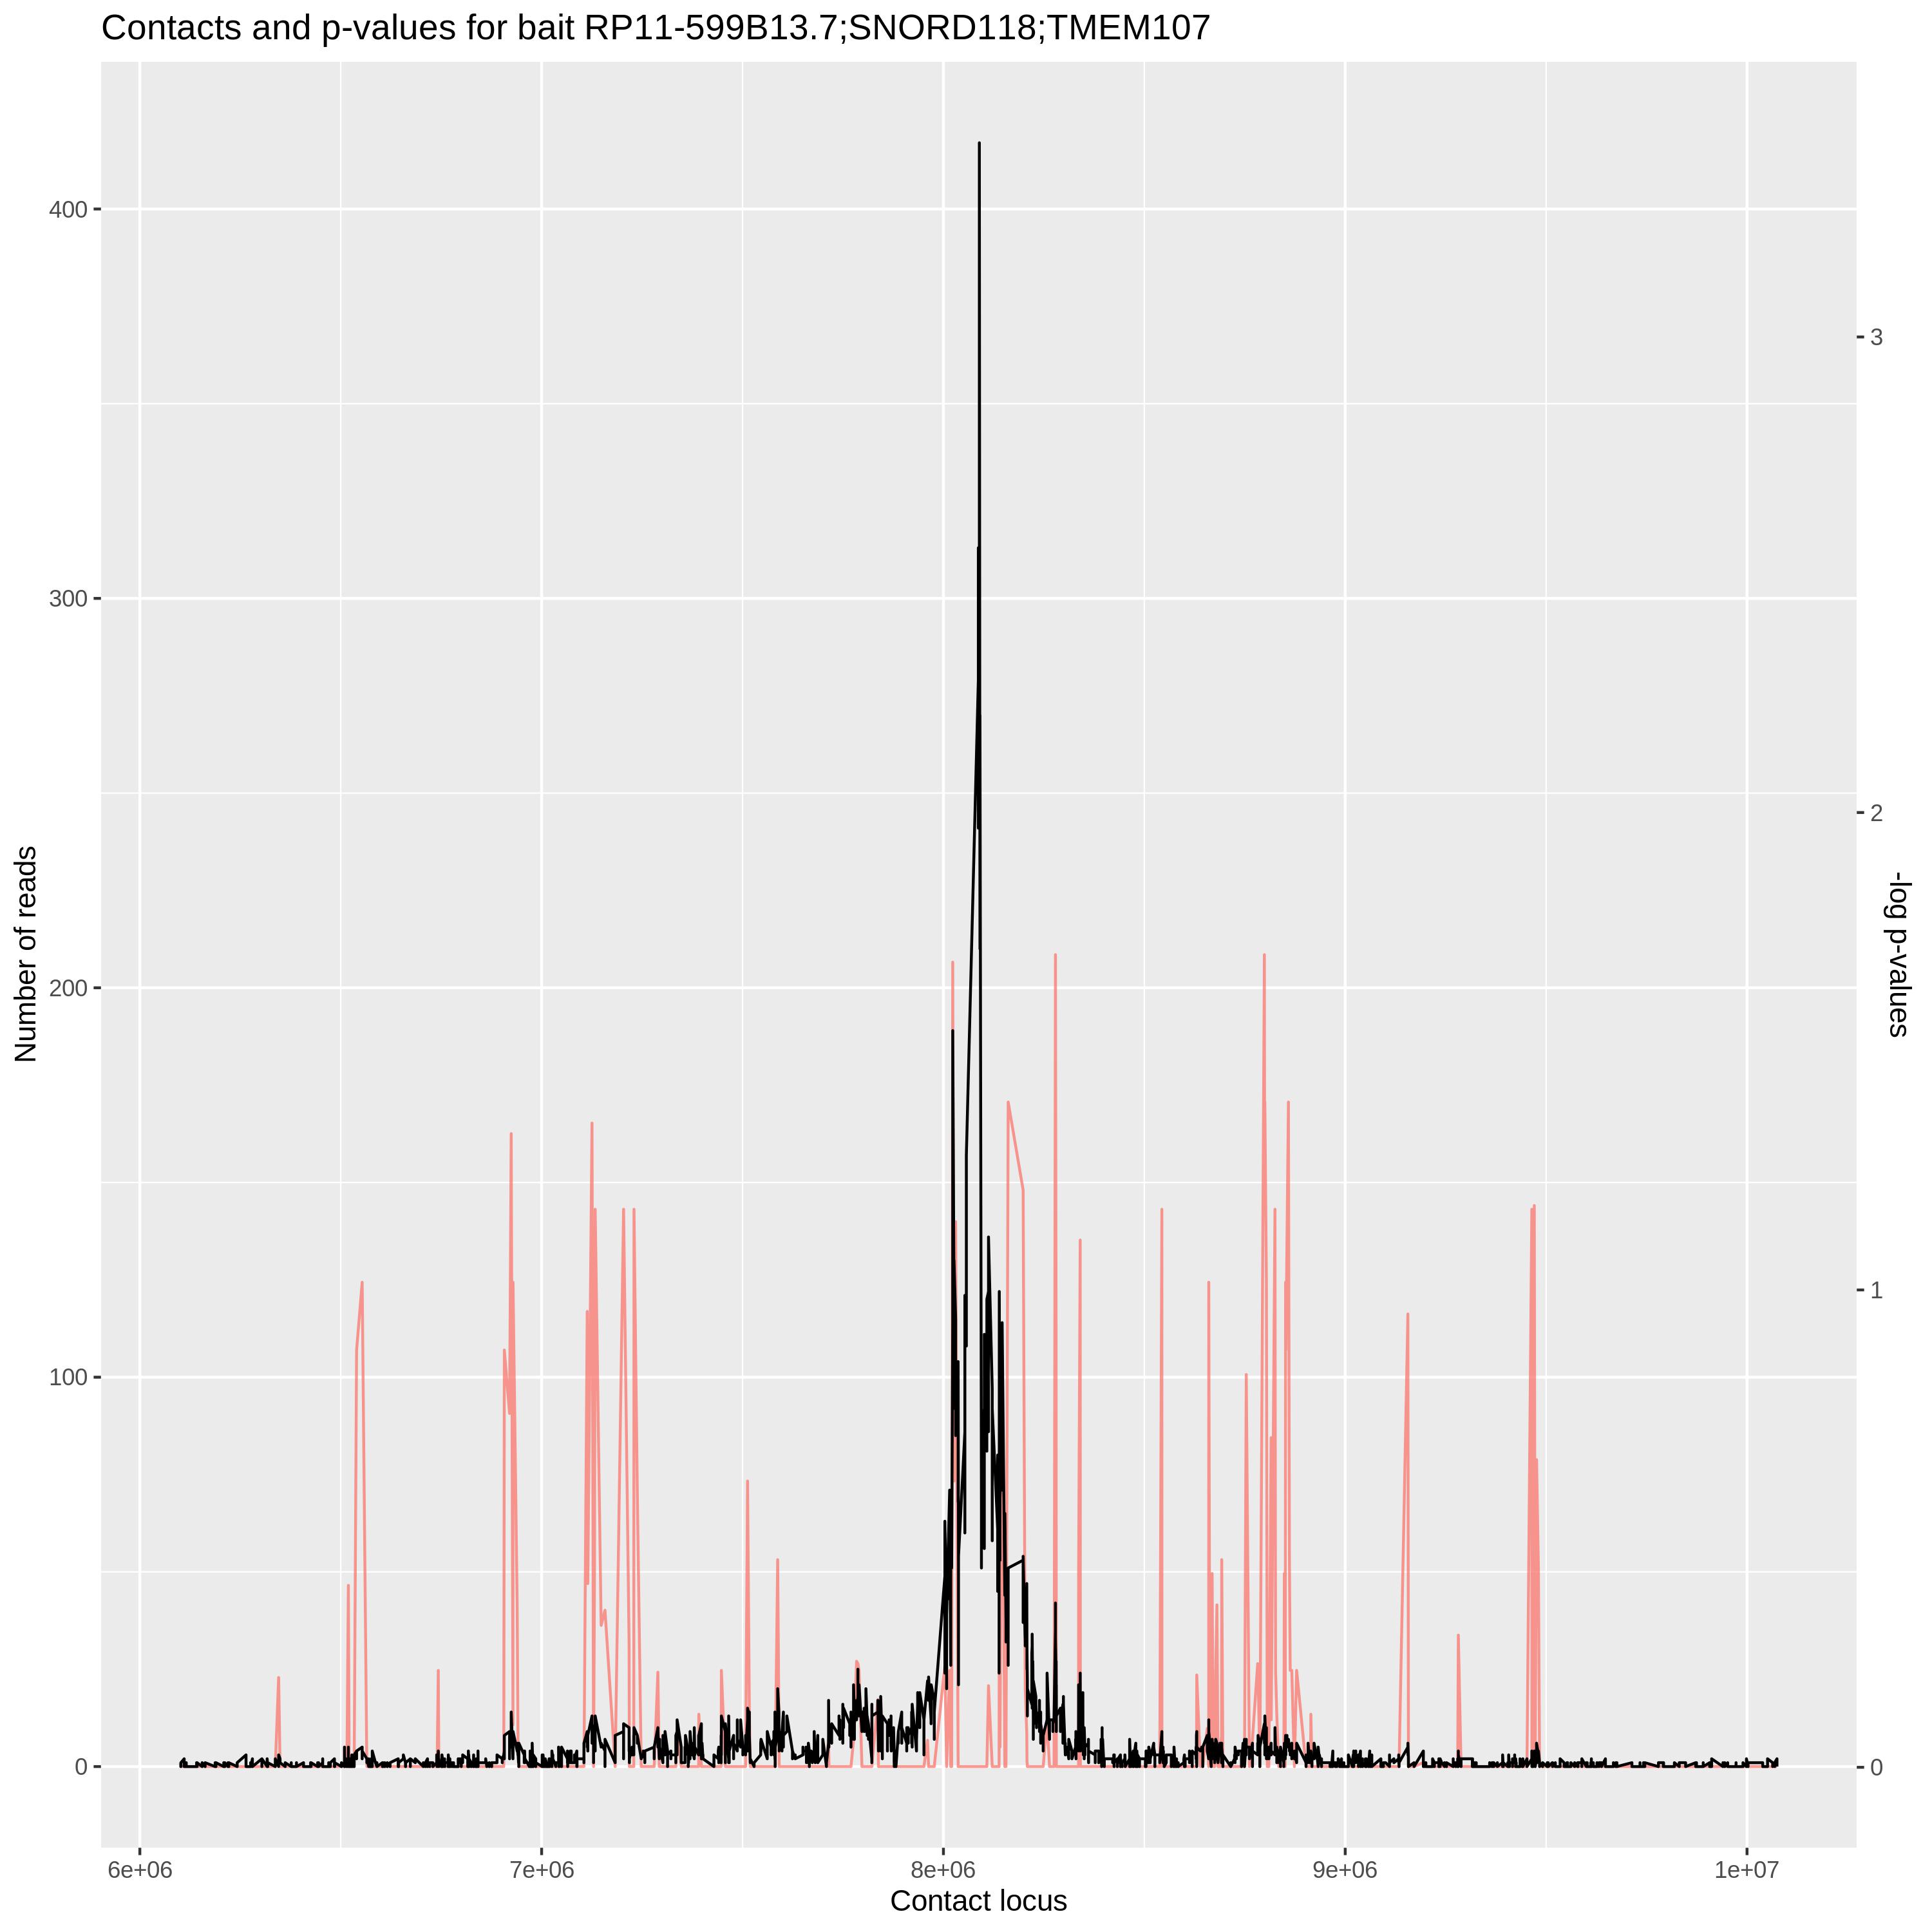 Contacts and p-values for bait RP11-599B13.7;SNORD118;TMEM107
400
300
200
100
0
Number of reads
3
2
1
0
-log p-values
6e+06
7e+06
8e+06
9e+06
1e+07
Contact locus